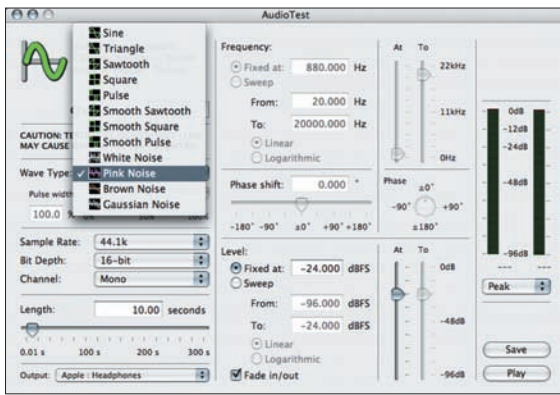 AudioTest
Sine
Triangle
Sawtooth
Square
Pulse
Smooth Sawtooth
Smooth Square
Smooth Pulse
White Noise
✓ Pink Noise
Brown Noise
Gaussian Noise
CAUTION: TE
MAY CAUSE
Wave Type:
Pulse width
100.0 %
Sample Rate: 44.1k
Bit Depth: 16-bit
Channel: Mono
Length: 10.00 seconds
0.01 s 100 s 200 s 300 s
Output: Apple : Headphones
Frequency:
Fixed at: 880.000 Hz
Sweep
From: 20.000 Hz
To: 20000.000 Hz
Linear
Logarithmic
At To
22kHz
11kHz
0Hz
Phase shift: 0.000 °
-180° -90° ±0° +90° +180°
Phase
±0°
-90° +90°
±180°
Level:
Fixed at: -24.000 dBFS
Sweep
From: -96.000 dBFS
To: -24.000 dBFS
Linear
Logarithmic
Fade in/out
At To
0dB
-48dB
-96dB
0dB
-12dB
-24dB
-48dB
-96dB
--- ---
Peak
Save
Play